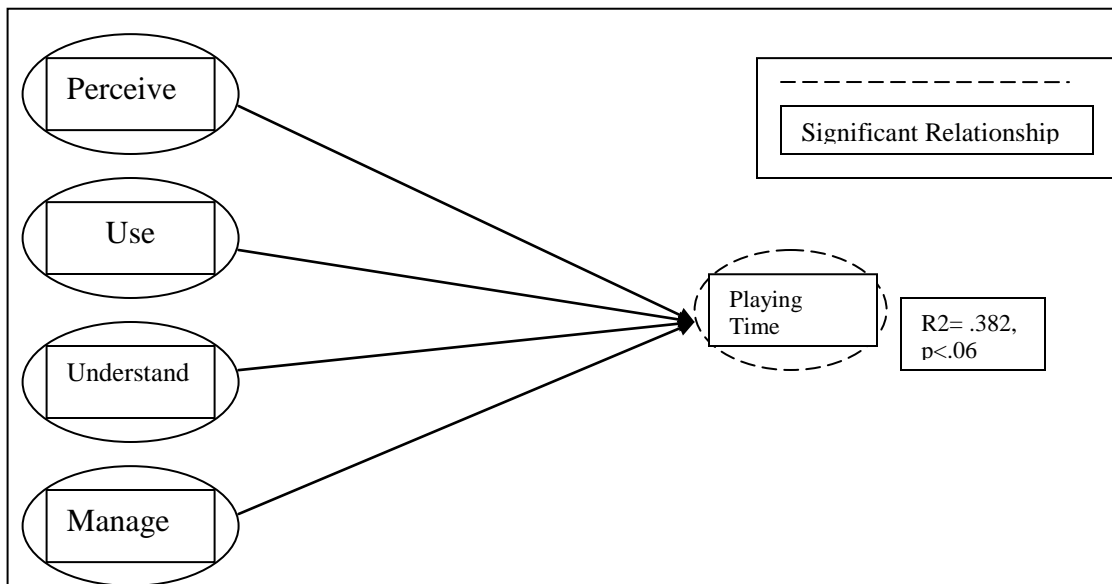 Perceive
Significant Relationship
Use
Playing
Time
R2= .382,
p<.06
Understand
Manage